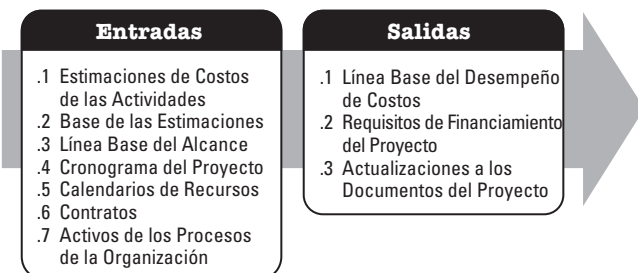 Entradas
.1 Estimaciones de Costos
de las Actividades
.2 Base de las Estimaciones
.3 Línea Base del Alcance
.4 Cronograma del Proyecto
.5 Calendarios de Recursos
.6 Contratos
.7 Activos de los Procesos
de la Organización
Salidas
.1 Línea Base del Desempeño
de Costos
.2 Requisitos de Financiamiento
del Proyecto
.3 Actualizaciones a los
Documentos del Proyecto